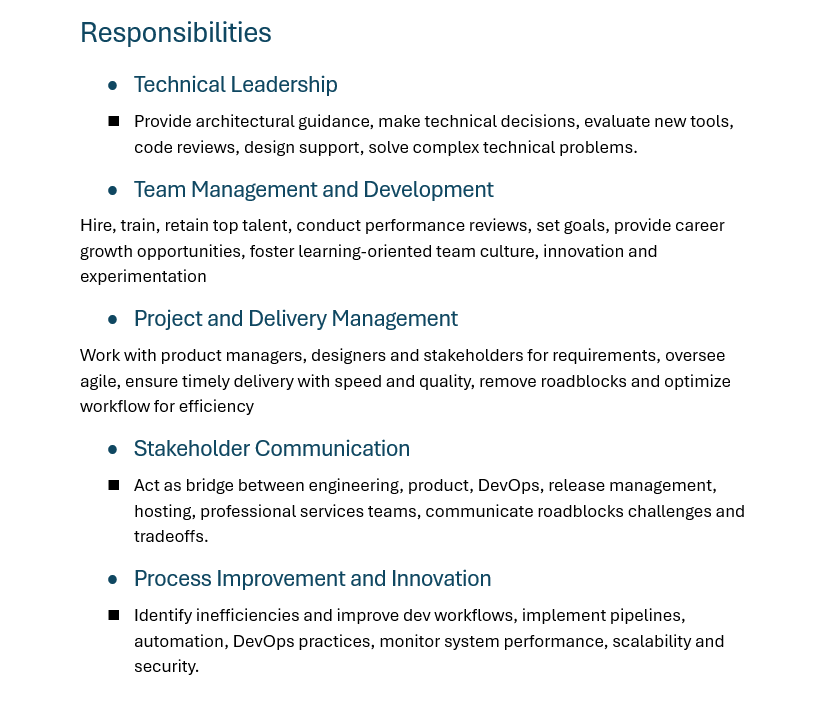 Responsibilities
● Technical Leadership
■ Provide architectural guidance, make technical decisions, evaluate new tools,
code reviews, design support, solve complex technical problems.
● Team Management and Development
Hire, train, retain top talent, conduct performance reviews, set goals, provide career
growth opportunities, foster learning-oriented team culture, innovation and
experimentation
● Project and Delivery Management
Work with product managers, designers and stakeholders for requirements, oversee
agile, ensure timely delivery with speed and quality, remove roadblocks and optimize
workflow for efficiency
● Stakeholder Communication
■ Act as bridge between engineering, product, DevOps, release management,
hosting, professional services teams, communicate roadblocks challenges and
tradeoffs.
● Process Improvement and Innovation
■ Identify inefficiencies and improve dev workflows, implement pipelines,
automation, DevOps practices, monitor system performance, scalability and
security.